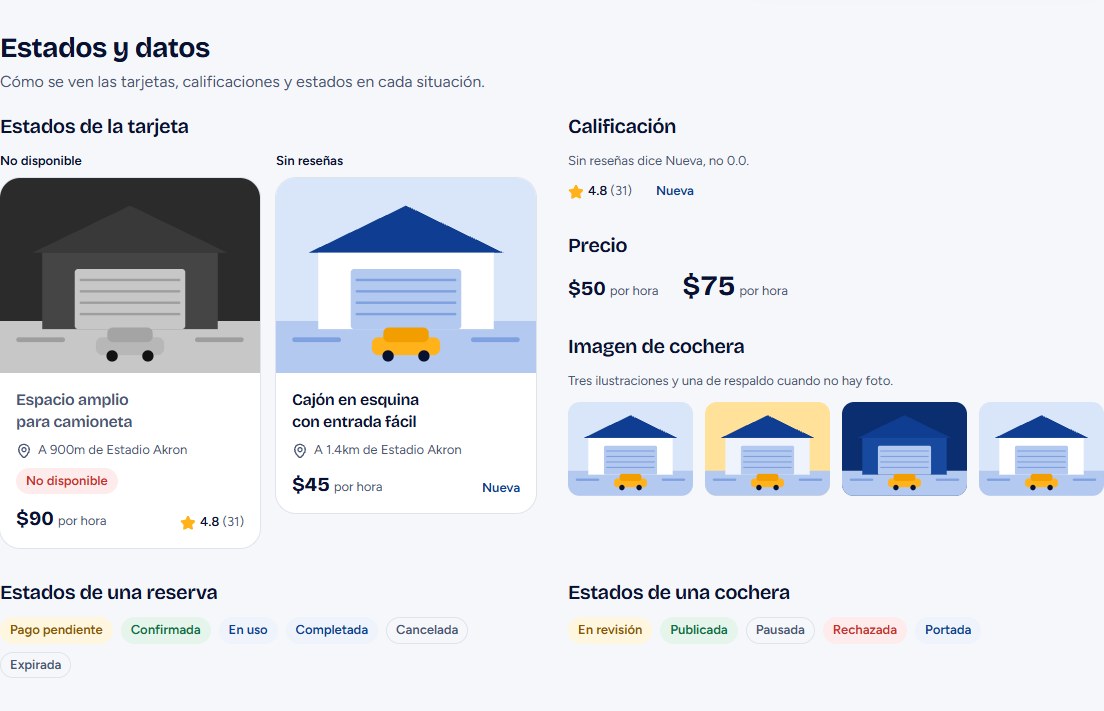 Estados y datos
Cómo se ven las tarjetas, calificaciones y estados en cada situación.
Estados de la tarjeta
No disponible
Espacio amplio
para camioneta
A 900m de Estadio Akron
No disponible
$90 por hora
4.8 (31)
Sin reseñas
Cajón en esquina
con entrada fácil
A 1.4km de Estadio Akron
$45 por hora
Nueva
Calificación
Sin reseñas dice Nueva, no 0.0.
4.8 (31) Nueva
Precio
$50 por hora $75 por hora
Imagen de cochera
Tres ilustraciones y una de respaldo cuando no hay foto.
Estados de una reserva
Pago pendiente Confirmada En uso Completada Cancelada
Expirada
Estados de una cochera
En revisión Publicada Pausada Rechazada Portada